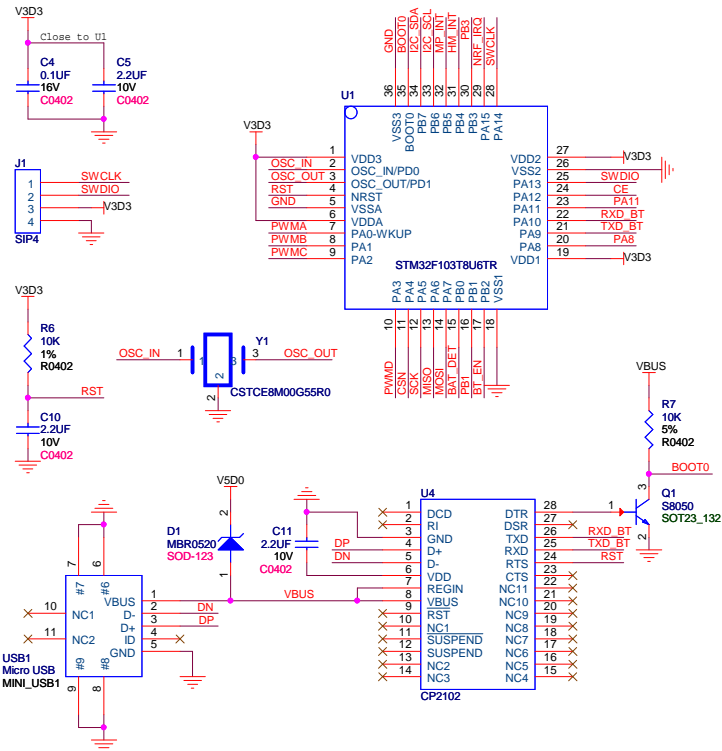 V3D3
Close to U1
C4
0.1UF
16V
C0402
C5
2.2UF
10V
C0402
J1
1
2
3
4
SIP4
SWCLK
SWDIO
V3D3
V3D3
R6
10K
1%
R0402
RST
C10
2.2UF
10V
C0402
OSC_IN
1
2
3
2
Y1
3
OSC_OUT
CSTCE8M00G55R0
U1
STM32F103T8U6TR
V3D3
1 VDD3
OSC_IN 2 OSC_IN/PD0
OSC_OUT 3 OSC_OUT/PD1
RST 4 NRST
GND 5 VSSA
6 VDDA
PWMA 7 PA0-WKUP
PWMB 8 PA1
PWMC 9 PA2
GND 36 VSS3
BOOT0 35 BOOT0
I2C_SDA 34 PB7
I2C_SCL 33 PB6
MP_INT 32 PB5
HM_INT 31 PB4
PB3 30 PB3
NRF_IRQ 29 PA15
SWCLK 28 PA14
VDD2 27 V3D3
VSS2 26
PA13 25 SWDIO
PA12 24 CE
PA11 23 PA11
PA10 22 RXD_BT
PA9 21 TXD_BT
PA8 20 PA8
VDD1 19 V3D3
PA3 10 PWMD
PA4 11 CSN
PA5 12 SCK
PA6 13 MISO
PA7 14 MOSI
PB0 15 BAT_DET
PB1 16 PB1
PB2 17 BT_EN
VSS1 18
VBUS
R7
10K
5%
R0402
BOOT0
Q1
S8050
SOT23_132
1
2
3
V5D0
2
D1
MBR0520
SOD-123
1
C11
2.2UF
10V
C0402
VBUS
DP
DN
U4
CP2102
1 DCD
2 RI
3 GND
4 D+
5 D-
6 VDD
7 REGIN
8 VBUS
9 RST
10 NC1
11 SUSPEND
12 SUSPEND
13 NC2
14 NC3
DTR 28
DSR 27
TXD 26 RXD_BT
RXD 25 TXD_BT
RTS 24 RST
CTS 23
NC11 22
NC10 21
NC9 20
NC8 19
NC7 18
NC6 17
NC5 16
NC4 15
7 #7
6 #6
VBUS 1
D- 2 DN
D+ 3 DP
ID 4
GND 5
10 NC1
11 NC2
9 #9
8 #8
USB1
Micro USB
MINI_USB1